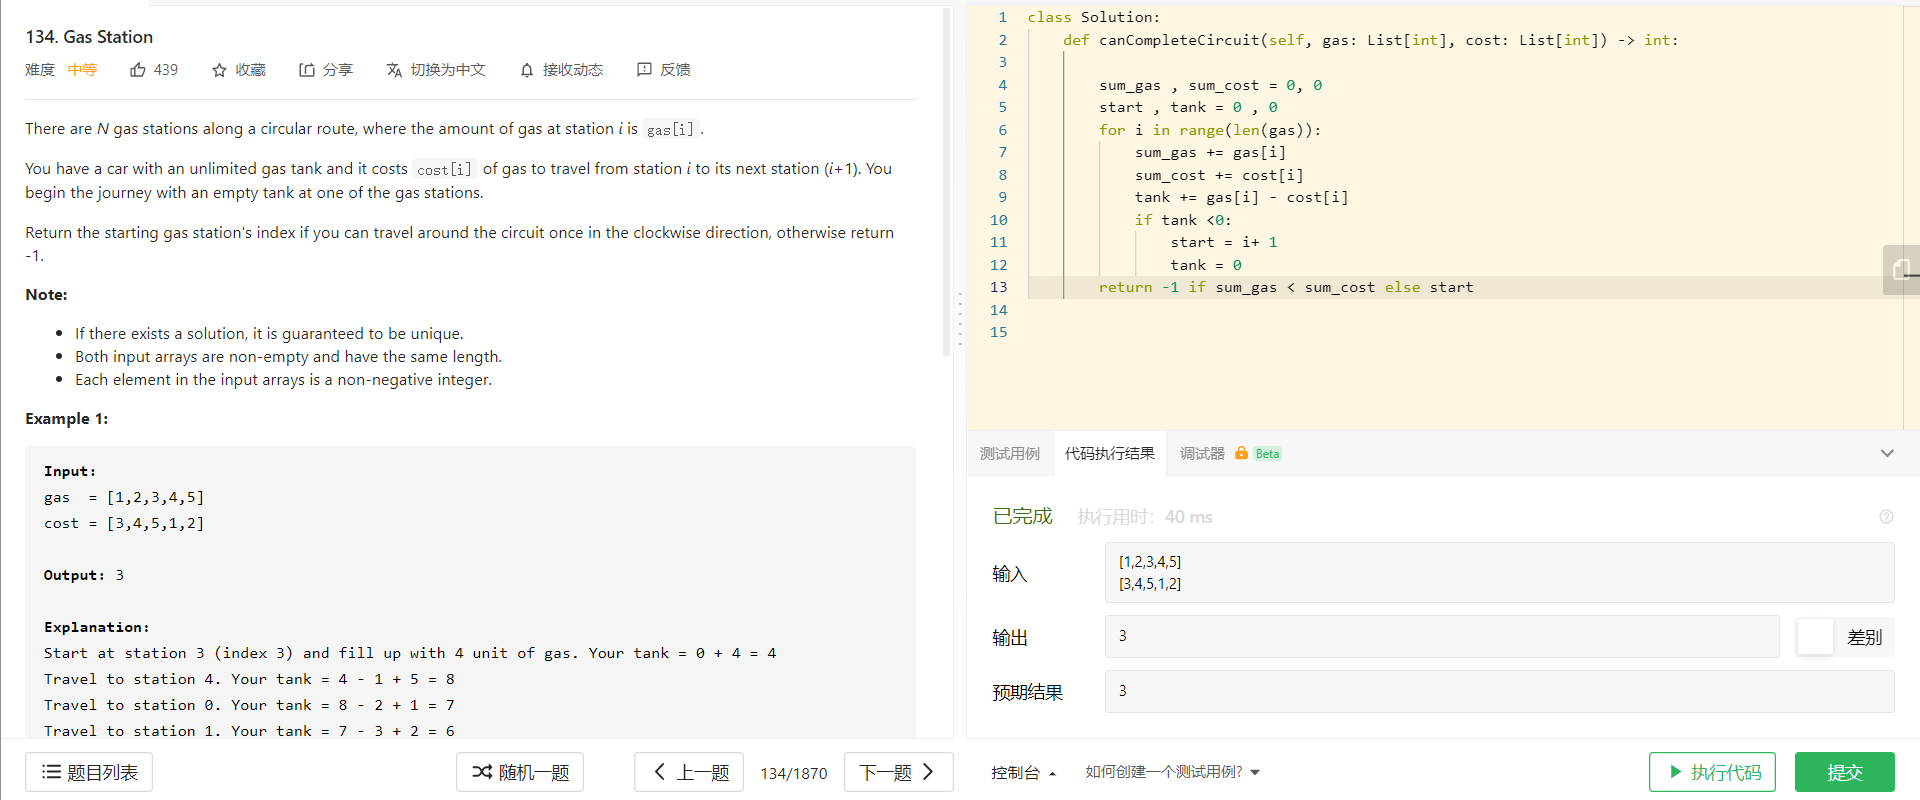 134. Gas Station
难度 中等 439 收藏 分享 切换为中文 接收动态 反馈
There are N gas stations along a circular route, where the amount of gas at station i is gas[i] .
You have a car with an unlimited gas tank and it costs cost[i] of gas to travel from station i to its next station (i+1). You
begin the journey with an empty tank at one of the gas stations.
Return the starting gas station's index if you can travel around the circuit once in the clockwise direction, otherwise return
-1.
Note:
• If there exists a solution, it is guaranteed to be unique.
• Both input arrays are non-empty and have the same length.
• Each element in the input arrays is a non-negative integer.
Example 1:
Input:
gas  = [1,2,3,4,5]
cost = [3,4,5,1,2]
Output: 3
Explanation:
Start at station 3 (index 3) and fill up with 4 unit of gas. Your tank = 0 + 4 = 4
Travel to station 4. Your tank = 4 - 1 + 5 = 8
Travel to station 0. Your tank = 8 - 2 + 1 = 7
Travel to station 1. Your tank = 7 - 3 + 2 = 6
题目列表 随机一题 上一题 134/1870 下一题
1 class Solution:
2     def canCompleteCircuit(self, gas: List[int], cost: List[int]) -> int:
3
4         sum_gas , sum_cost = 0, 0
5         start , tank = 0 , 0
6         for i in range(len(gas)):
7             sum_gas += gas[i]
8             sum_cost += cost[i]
9             tank += gas[i] - cost[i]
10             if tank <0:
11                 start = i+ 1
12                 tank = 0
13         return -1 if sum_gas < sum_cost else start
14
15
测试用例 代码执行结果 调试器 Beta
已完成 执行用时: 40 ms
输入
[1,2,3,4,5]
[3,4,5,1,2]
输出 3 差别
预期结果 3
控制台 如何创建一个测试用例? 执行代码 提交